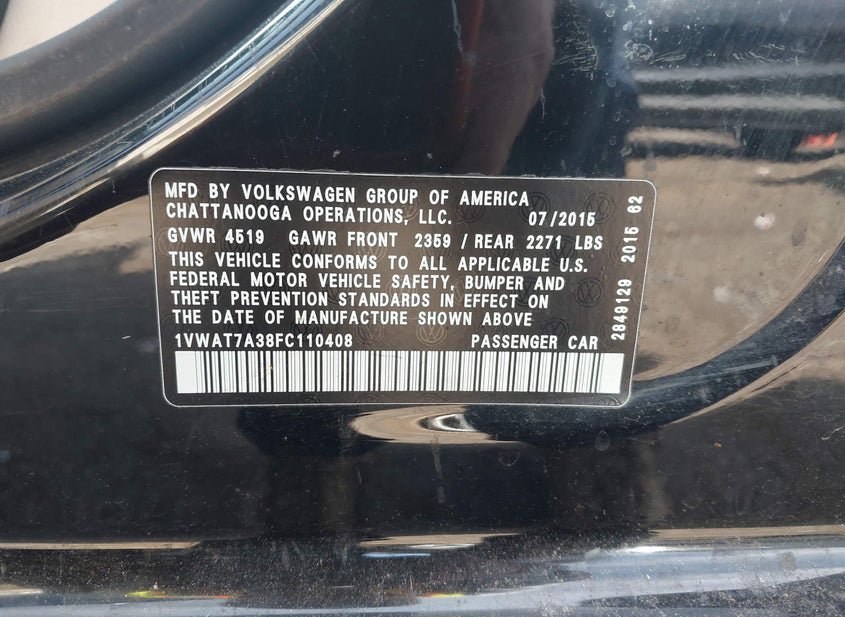 MFD BY VOLKSWAGEN GROUP OF AMERICA
CHATTANOOGA OPERATIONS, LLC. 07/2015
GVWR 4519 GAWR FRONT 2359 / REAR 2271 LBS
THIS VEHICLE CONFORMS TO ALL APPLICABLE U.S.
FEDERAL MOTOR VEHICLE SAFETY, BUMPER AND
THEFT PREVENTION STANDARDS IN EFFECT ON
THE DATE OF MANUFACTURE SHOWN ABOVE
1VWAT7A38FC110408 PASSENGER CAR
2849129 2015 62